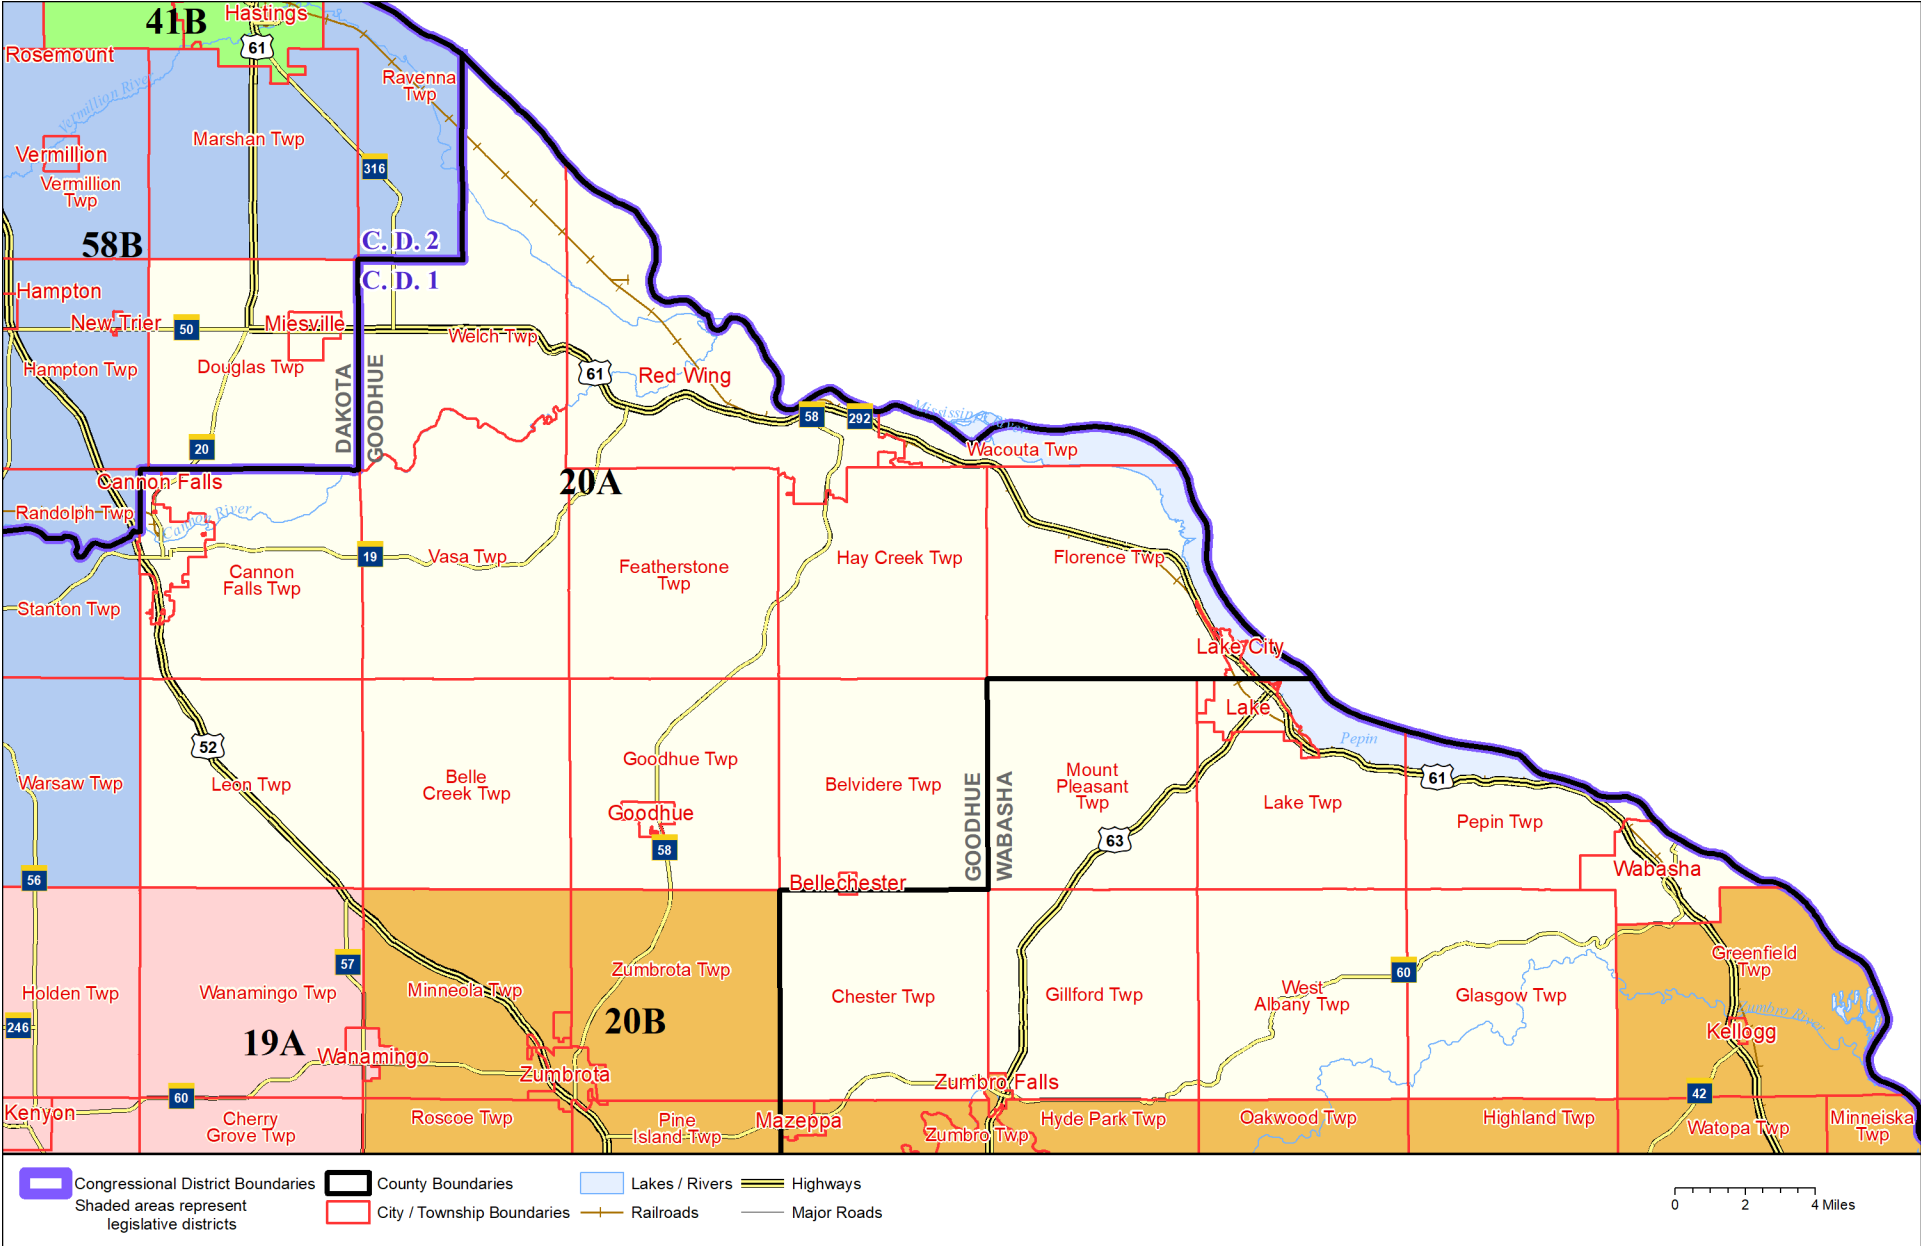 41B
Hastings
61
Rosemount
Ravenna
Twp
Vermillion River
Marshan Twp
Vermillion
316
Vermillion
Twp
58B
C. D. 2
C. D. 1
Hampton
New Trier
50
Miesville
Welch Twp
Hampton Twp
Douglas Twp
DAKOTA
GOODHUE
61
Red Wing
58
292
Mississippi River
Wacouta Twp
20
Cannon Falls
20A
Randolph Twp
Cannon River
19
Vasa Twp
Cannon
Falls Twp
Featherstone
Twp
Hay Creek Twp
Florence Twp
Stanton Twp
Lake City
Lake
52
Pepin
Warsaw Twp
Leon Twp
Belle
Creek Twp
Goodhue Twp
Belvidere Twp
GOODHUE
WABASHA
Mount
Pleasant
Twp
Lake Twp
61
Pepin Twp
Goodhue
58
63
56
Bellechester
Wabasha
57
Zumbrota Twp
60
Greenfield
Twp
Holden Twp
Wanamingo Twp
Minneola Twp
Chester Twp
Gillford Twp
West
Albany Twp
Glasgow Twp
Zumbro River
246
19A
20B
Wanamingo
Kellogg
Zumbrota
Zumbro Falls
60
42
Kenyon
Cherry
Grove Twp
Roscoe Twp
Pine
Island Twp
Mazeppa
Zumbro Twp
Hyde Park Twp
Oakwood Twp
Highland Twp
Watopa Twp
Minneiska
Twp
Congressional District Boundaries
Shaded areas represent
legislative districts
County Boundaries
City / Township Boundaries
Lakes / Rivers
Railroads
Highways
Major Roads
0 2 4 Miles